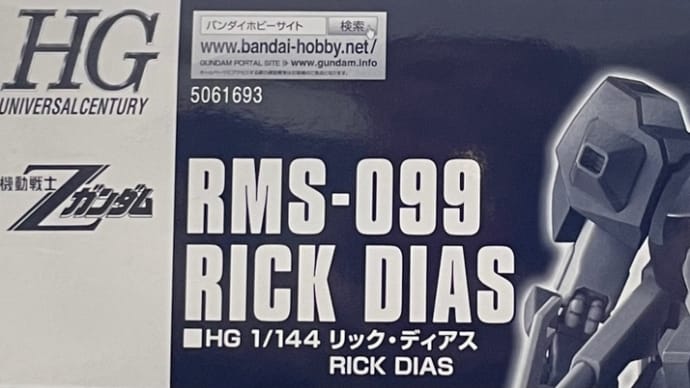 HG
UNIVERSAL CENTURY
機動戦士
Zガンダム
バンダイホビーサイト 検索
www.bandai-hobby.net/
GUNDAM PORTAL SITE www.gundam.info
5061693
RMS-099
RICK DIAS
■HG 1/144 リック・ディアス
RICK DIAS